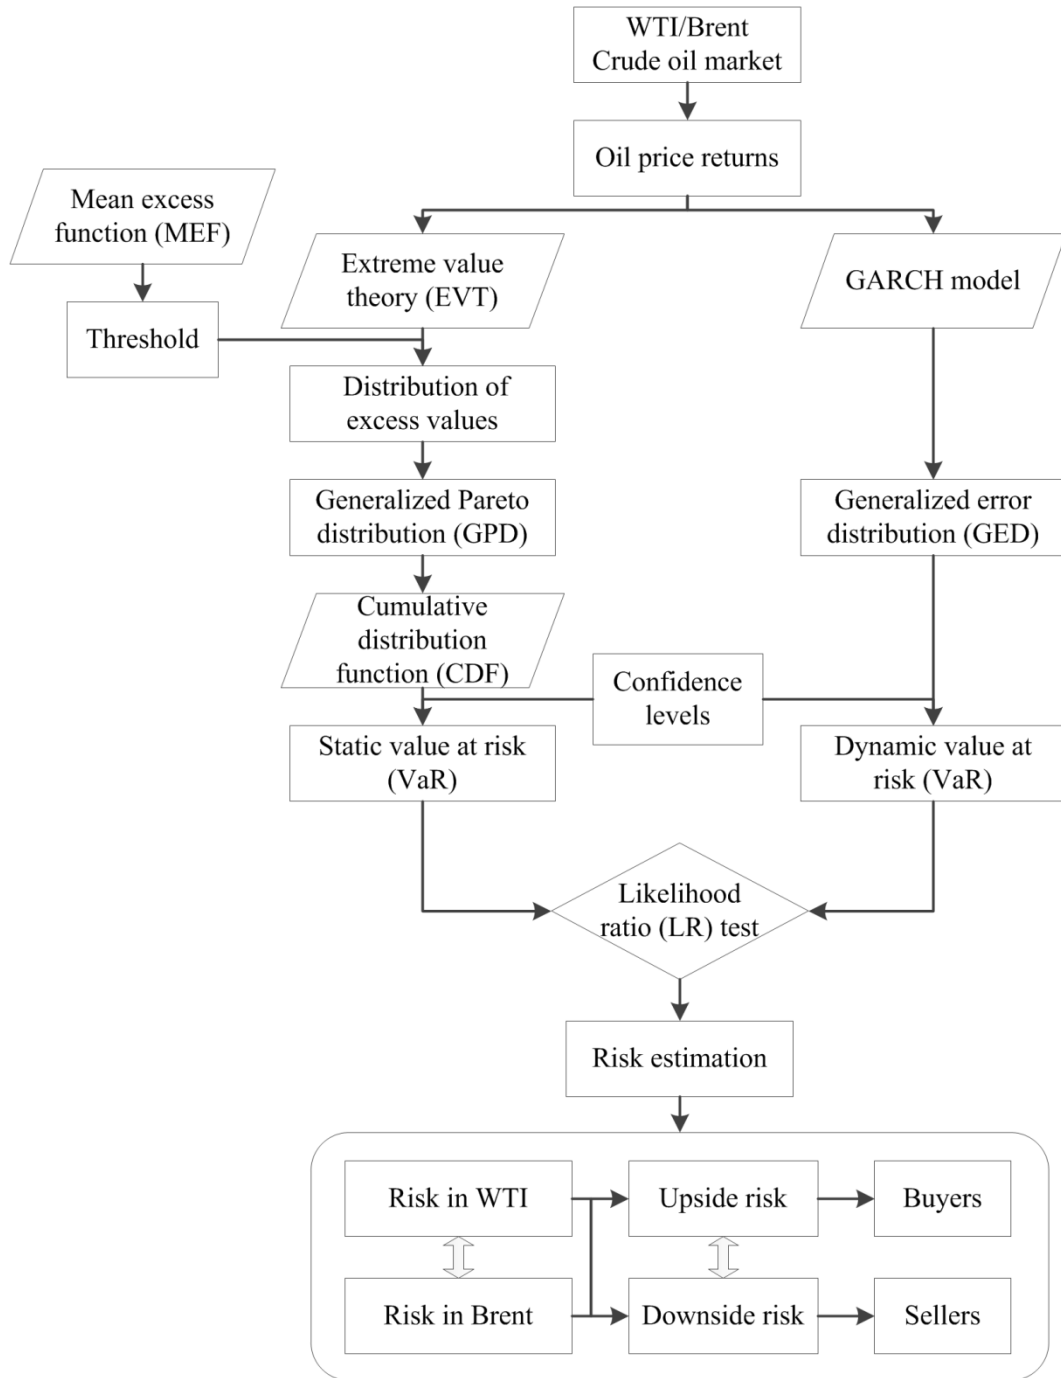 WTI/Brent
Crude oil market
Oil price returns
Mean excess
function (MEF)
Extreme value
theory (EVT)
GARCH model
Threshold
Distribution of
excess values
Generalized Pareto
distribution (GPD)
Generalized error
distribution (GED)
Cumulative
distribution
function (CDF)
Confidence
levels
Static value at risk
(VaR)
Dynamic value at
risk (VaR)
Likelihood
ratio (LR) test
Risk estimation
Risk in WTI
Upside risk
Buyers
Risk in Brent
Downside risk
Sellers